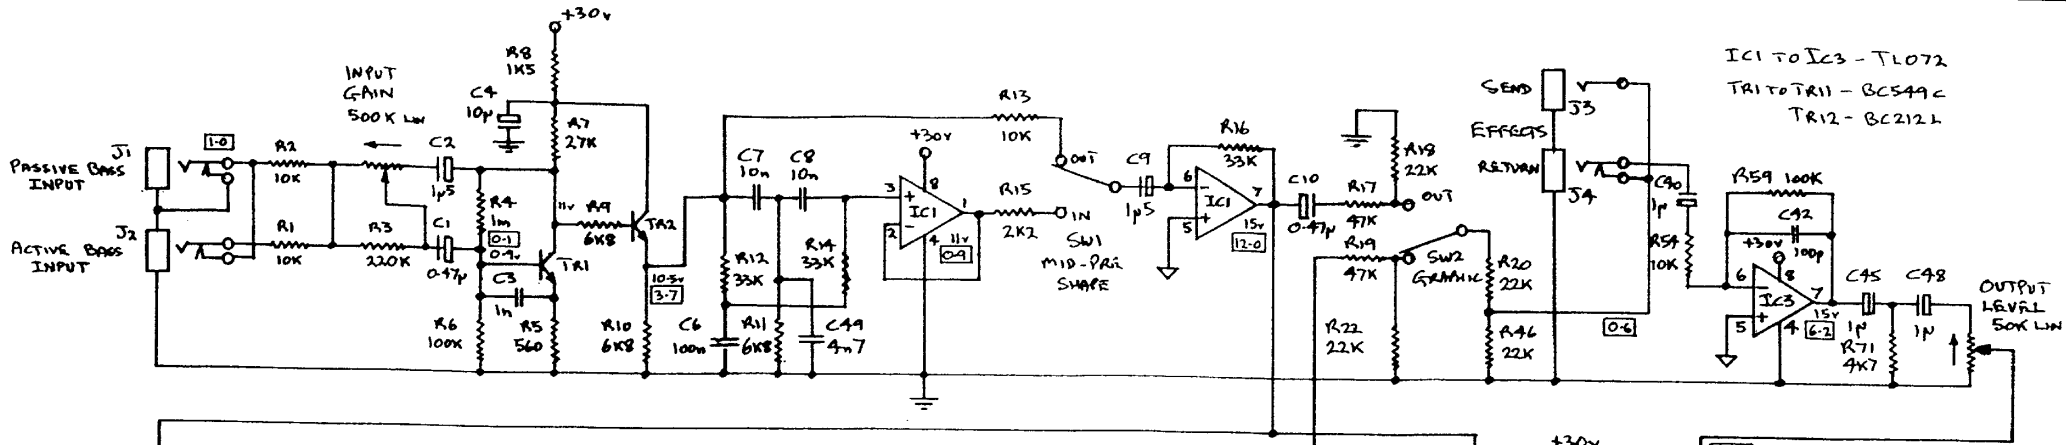 +30v
R8
1K5
INPUT
GAIN
500K LIN
C4
10µ
R7
27K
J1
PASSIVE BASS
INPUT
1·0
R2
10K
C2
1µ5
R4
1m
0·1
0·9v
11v
R9
6K8
TR2
J2
ACTIVE BASS
INPUT
R1
10K
R3
220K
C1
0·47µ
TR1
C3
1n
R6
100K
R5
560
R10
6K8
10·5v
3·7
C7
10n
C8
10n
R12
33K
R14
33K
C6
100n
R11
6K8
C49
4n7
+30v
8
3
+
IC1
−
2
1
4
11v
0·9
R13
10K
R15
2K2
OUT
IN
SW1
MID-PRE
SHAPE
C9
1µ5
R16
33K
6
−
IC1
+
5
7
15v
12·0
C10
0·47µ
R18
22K
R17
47K
OUT
R19
47K
SW2
GRAPHIC
R22
22K
R20
22K
R46
22K
0·6
SEND
J3
EFFECTS
RETURN
J4
C40
1µ
R54
10K
R59 100K
C42
100p
+30v
8
6
−
IC3
+
5
7
4
15v
6·2
C45
1µ
R71
4K7
C48
1µ
OUTPUT
LEVEL
50K LIN
IC1 TO IC3 - TL072
TR1 TO TR11 - BC549C
TR12 - BC212L
+30v